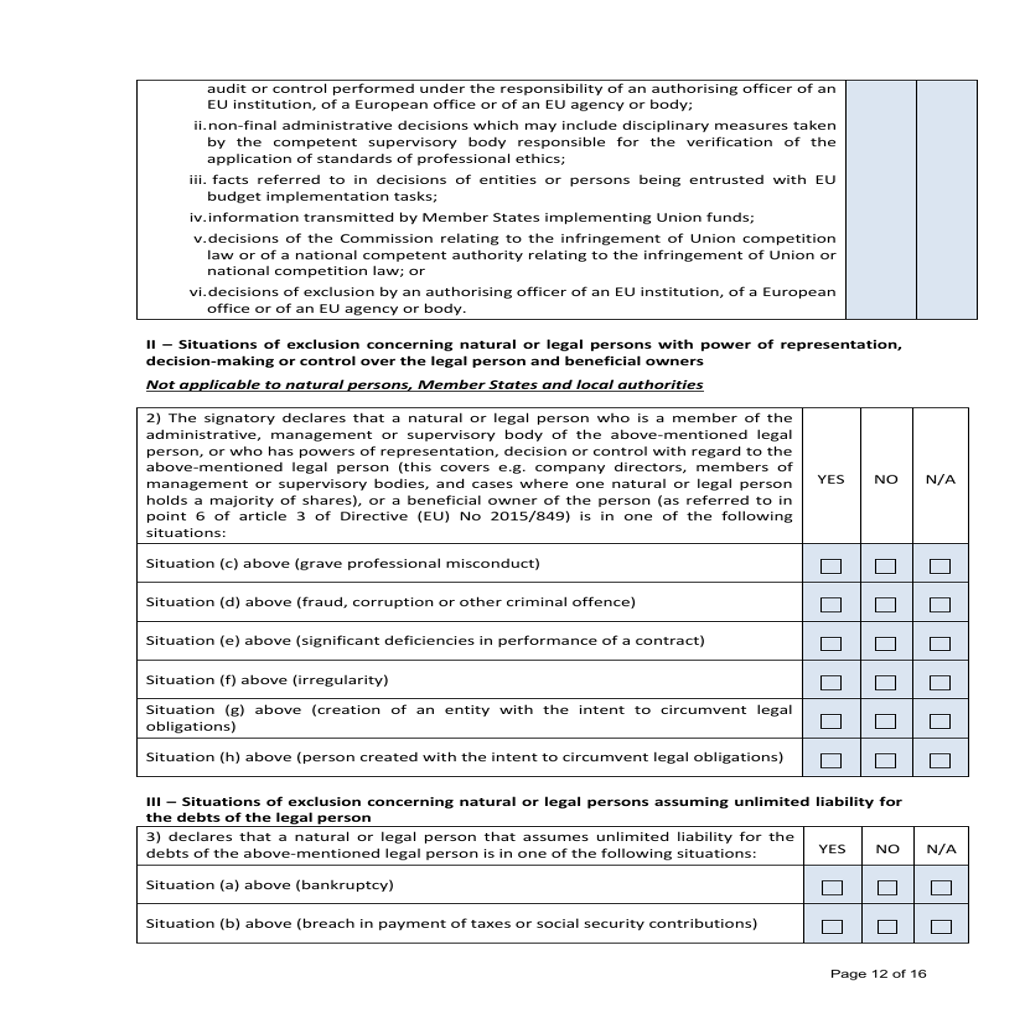 audit or control performed under the responsibility of an authorising officer of an
EU institution, of a European office or of an EU agency or body;
ii.non-final administrative decisions which may include disciplinary measures taken
by the competent supervisory body responsible for the verification of the
application of standards of professional ethics;
iii. facts referred to in decisions of entities or persons being entrusted with EU
budget implementation tasks;
iv.information transmitted by Member States implementing Union funds;
v.decisions of the Commission relating to the infringement of Union competition
law or of a national competent authority relating to the infringement of Union or
national competition law; or
vi.decisions of exclusion by an authorising officer of an EU institution, of a European
office or of an EU agency or body.
II – Situations of exclusion concerning natural or legal persons with power of representation,
decision-making or control over the legal person and beneficial owners
Not applicable to natural persons, Member States and local authorities
2) The signatory declares that a natural or legal person who is a member of the
administrative, management or supervisory body of the above-mentioned legal
person, or who has powers of representation, decision or control with regard to the
above-mentioned legal person (this covers e.g. company directors, members of
management or supervisory bodies, and cases where one natural or legal person
holds a majority of shares), or a beneficial owner of the person (as referred to in
point 6 of article 3 of Directive (EU) No 2015/849) is in one of the following
situations:
YES NO N/A
Situation (c) above (grave professional misconduct)
Situation (d) above (fraud, corruption or other criminal offence)
Situation (e) above (significant deficiencies in performance of a contract)
Situation (f) above (irregularity)
Situation (g) above (creation of an entity with the intent to circumvent legal
obligations)
Situation (h) above (person created with the intent to circumvent legal obligations)
III – Situations of exclusion concerning natural or legal persons assuming unlimited liability for
the debts of the legal person
3) declares that a natural or legal person that assumes unlimited liability for the
debts of the above-mentioned legal person is in one of the following situations:
YES NO N/A
Situation (a) above (bankruptcy)
Situation (b) above (breach in payment of taxes or social security contributions)
Page 12 of 16